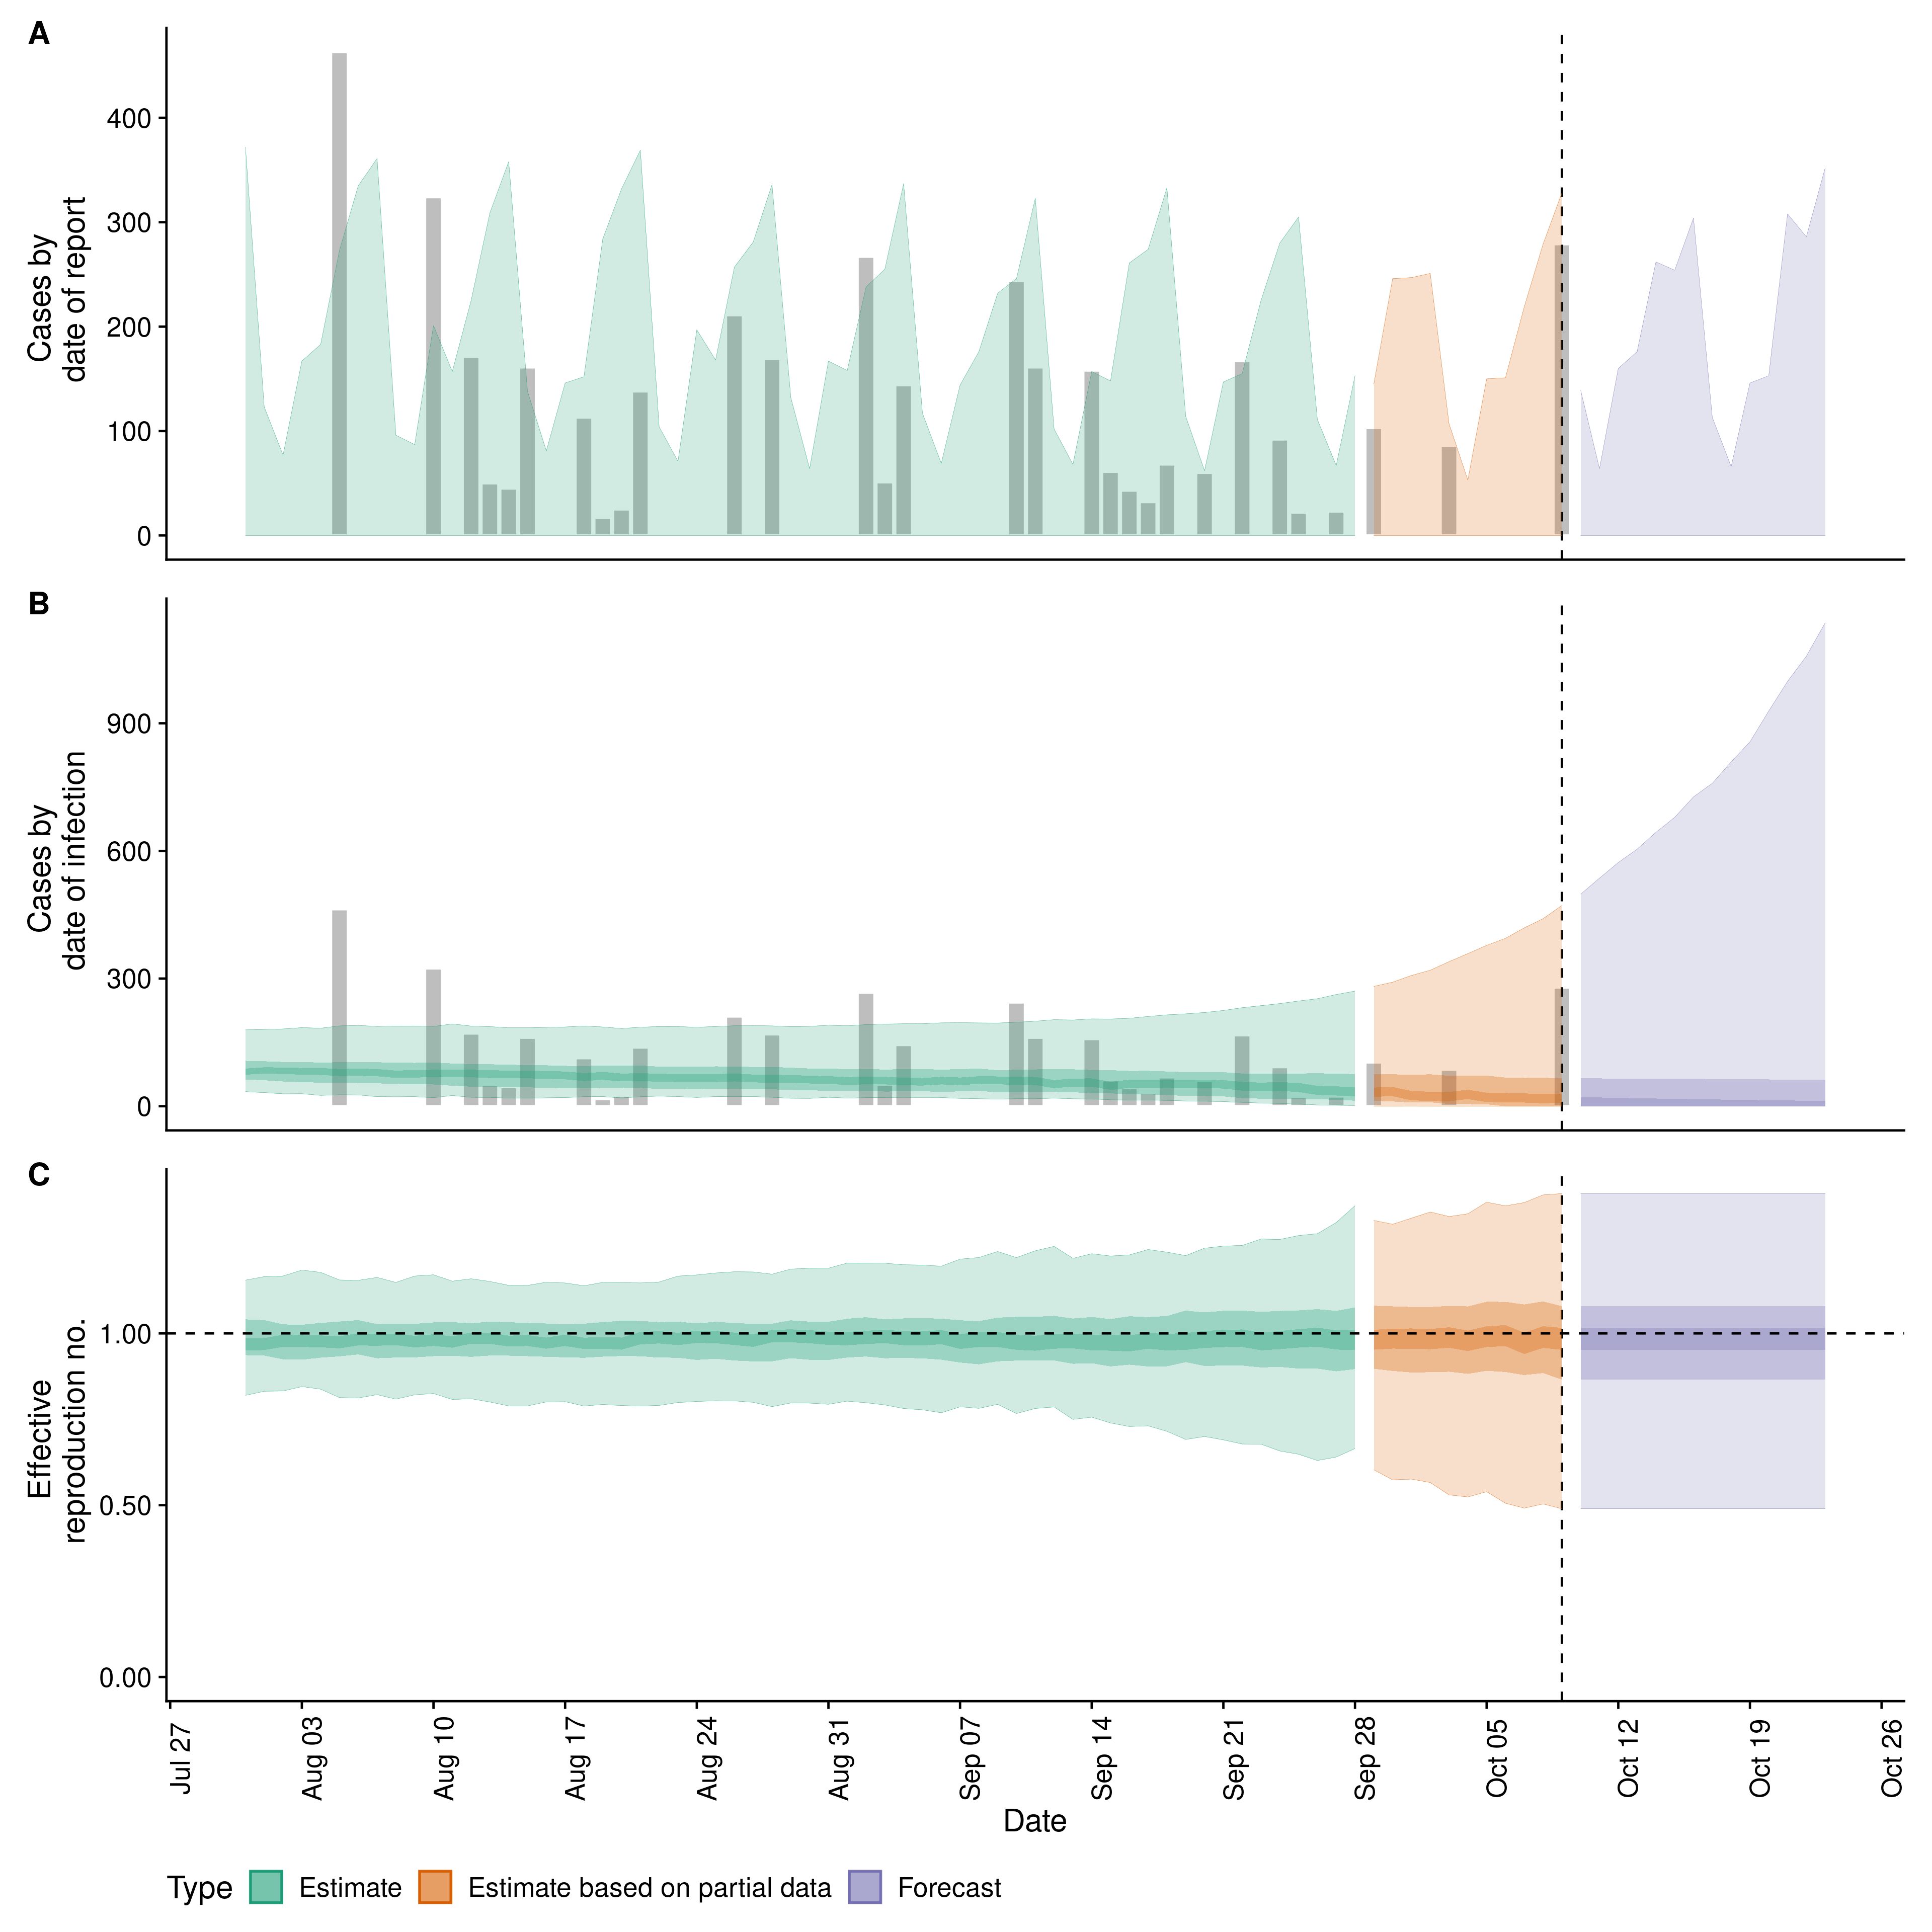 A
Cases by
date of report
400
300
200
100
0
B
Cases by
date of infection
900
600
300
0
C
Effective
reproduction no.
1.00
0.50
0.00
Jul 27
Aug 03
Aug 10
Aug 17
Aug 24
Aug 31
Sep 07
Sep 14
Sep 21
Sep 28
Oct 05
Oct 12
Oct 19
Oct 26
Date
Type Estimate Estimate based on partial data Forecast